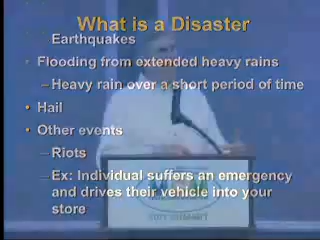 What is a Disaster
Earthquakes
• Flooding from extended heavy rains
– Heavy rain over a short period of time
• Hail
• Other events
– Riots
– Ex: Individual suffers an emergency
and drives their vehicle into your
store